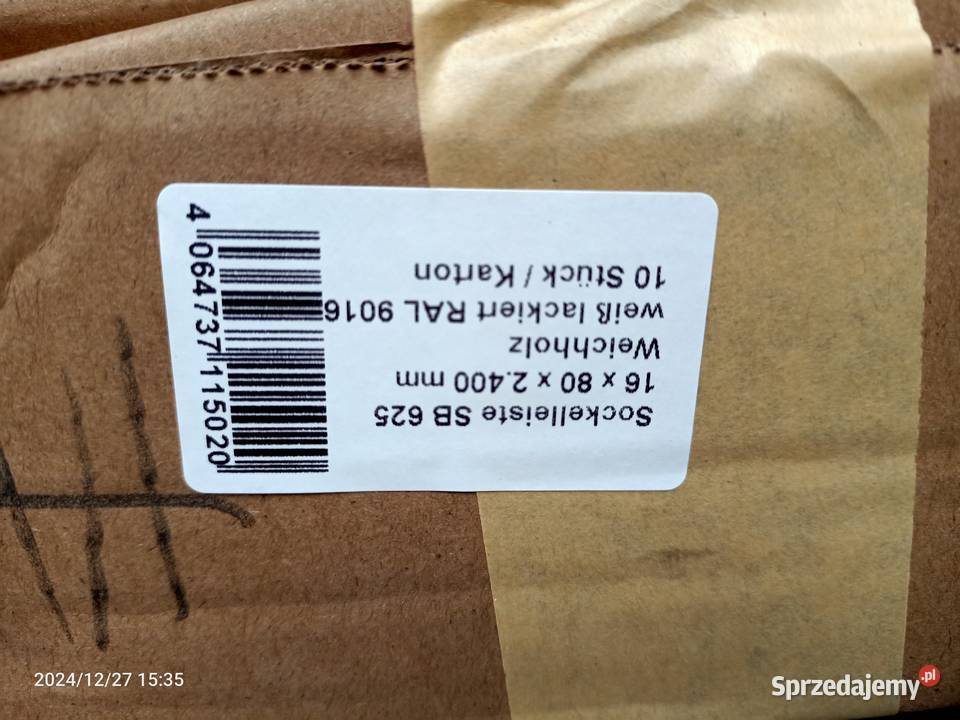 Sockelleiste SB 625
16 x 80 x 2.400 mm
Weichholz
weiß lackiert RAL 9016
10 Stück / Karton
4 064737 115020
2024/12/27 15:35
Sprzedajemy.pl